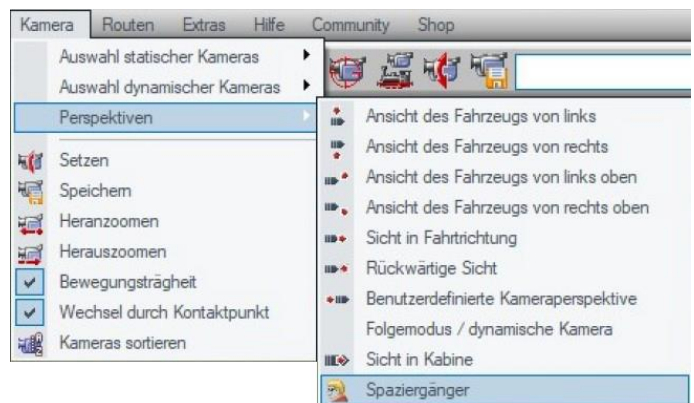 Kamera Routen Extras Hilfe Community Shop
Auswahl statischer Kameras
Auswahl dynamischer Kameras
Perspektiven
Setzen
Speichern
Heranzoomen
Herauszoomen
Bewegungsträgheit
Wechsel durch Kontaktpunkt
Kameras sortieren
Ansicht des Fahrzeugs von links
Ansicht des Fahrzeugs von rechts
Ansicht des Fahrzeugs von links oben
Ansicht des Fahrzeugs von rechts oben
Sicht in Fahrtrichtung
Rückwärtige Sicht
Benutzerdefinierte Kameraperspektive
Folgemodus / dynamische Kamera
Sicht in Kabine
Spaziergänger